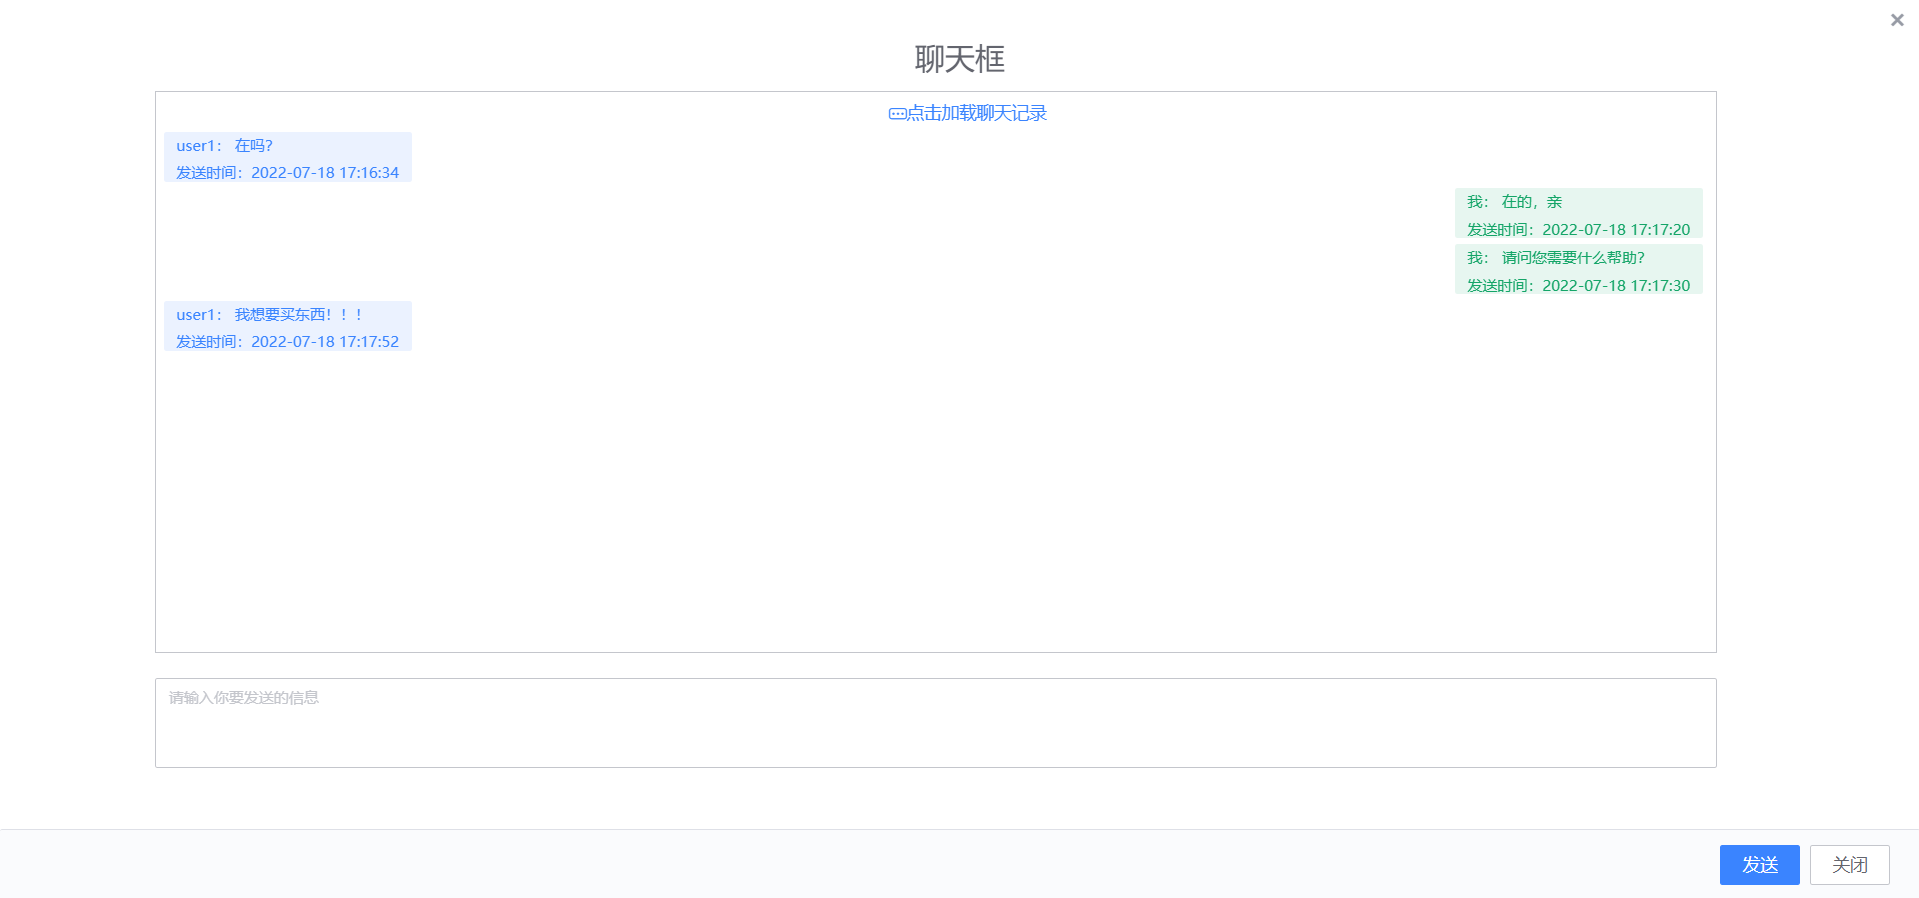 聊天框
点击加载聊天记录
user1： 在吗?
发送时间：2022-07-18 17:16:34
我： 在的，亲
发送时间：2022-07-18 17:17:20
我： 请问您需要什么帮助?
发送时间：2022-07-18 17:17:30
user1： 我想要买东西！！！
发送时间：2022-07-18 17:17:52
请输入你要发送的信息
发送 关闭